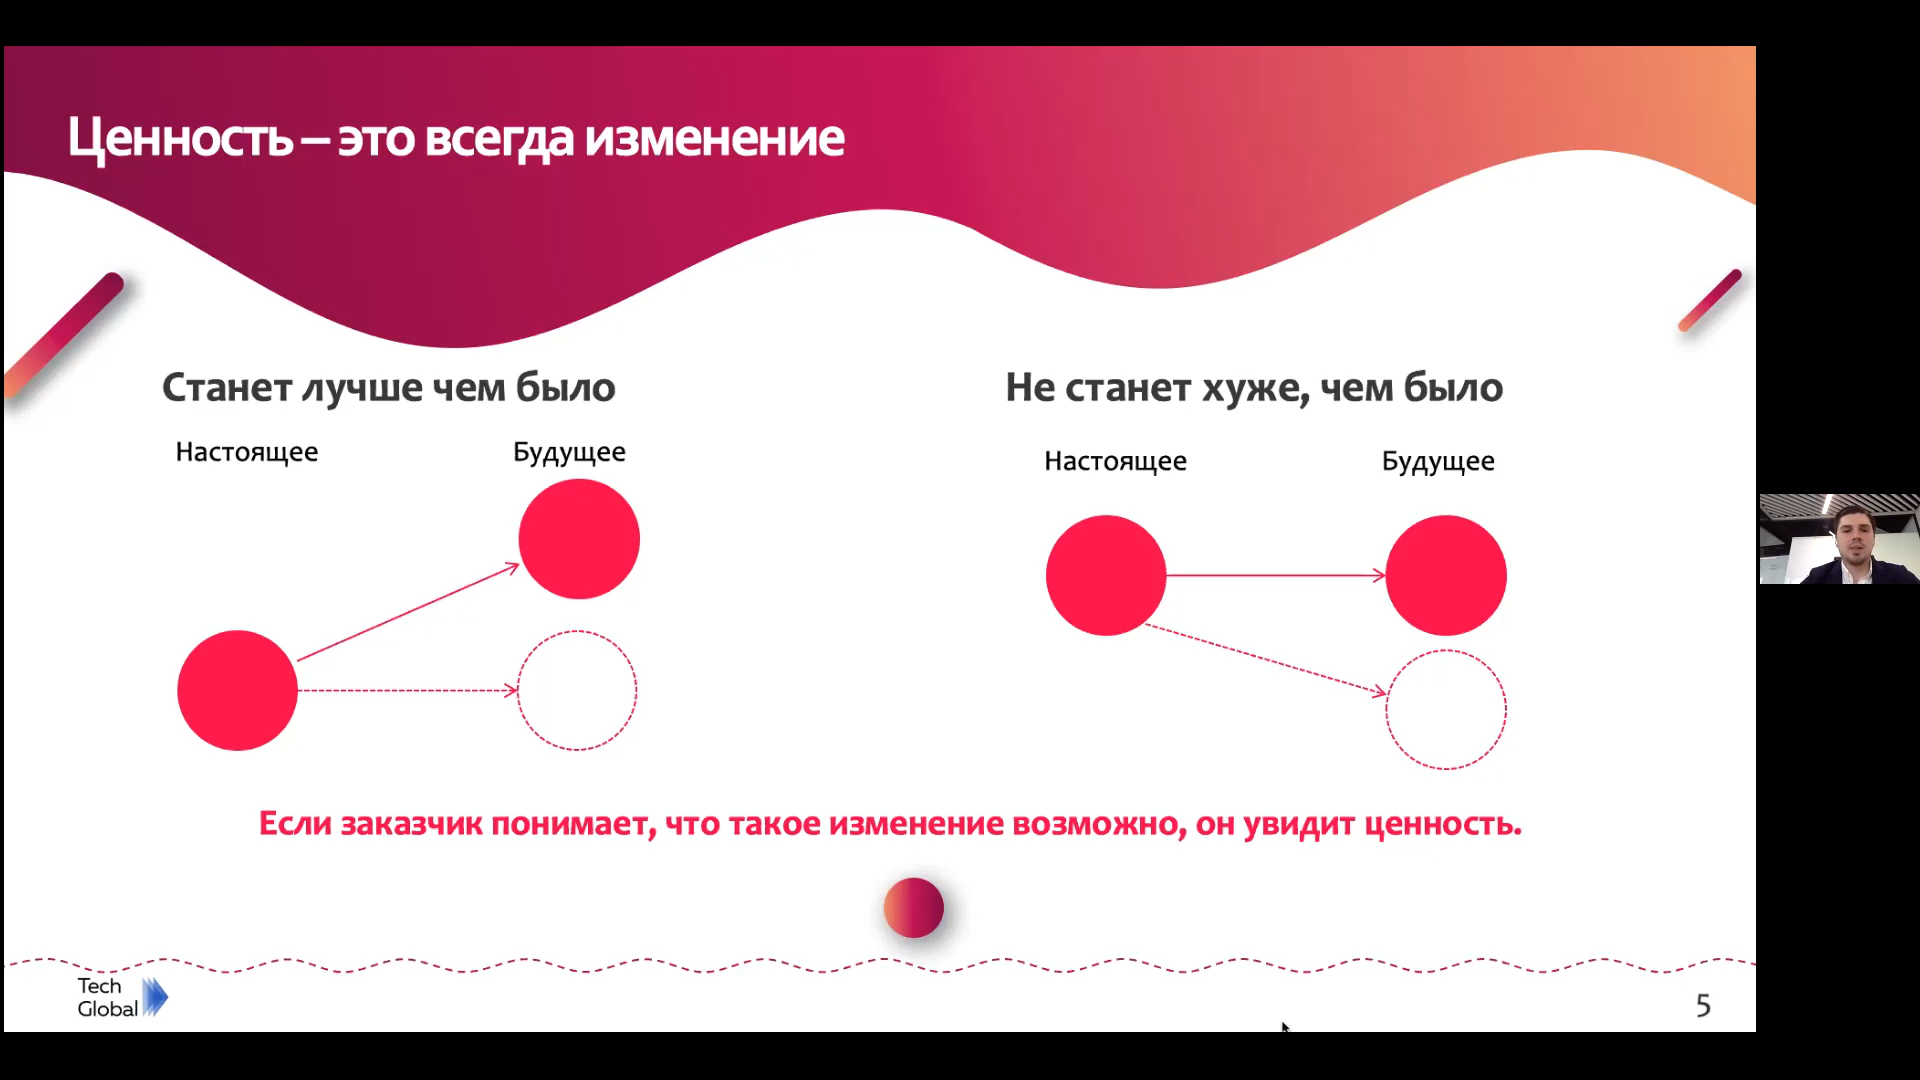 Ценность – это всегда изменение
Станет лучше чем было
Не станет хуже, чем было
Настоящее
Будущее
Настоящее
Будущее
Если заказчик понимает, что такое изменение возможно, он увидит ценность.
Tech
Global
5